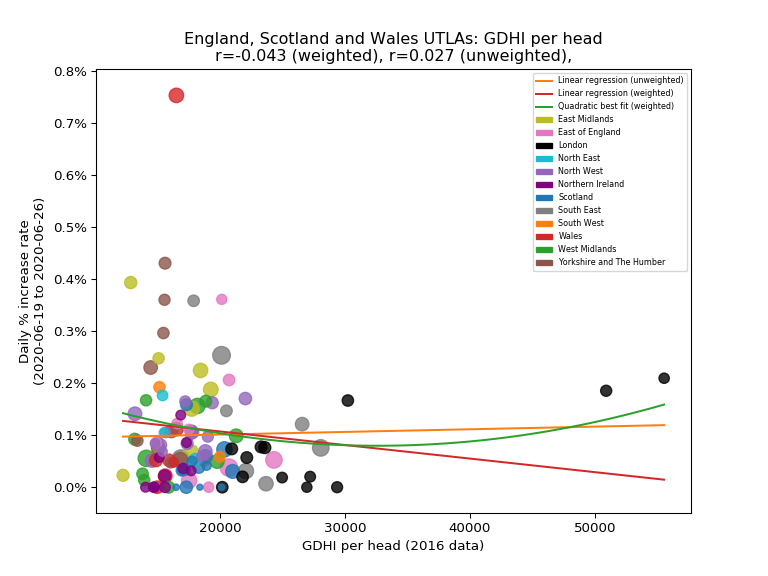 England, Scotland and Wales UTLAs: GDHI per head
r=-0.043 (weighted), r=0.027 (unweighted),
0.8%
0.7%
0.6%
0.5%
0.4%
0.3%
0.2%
0.1%
0.0%
Daily % increase rate
(2020-06-19 to 2020-06-26)
Linear regression (unweighted)
Linear regression (weighted)
Quadratic best fit (weighted)
East Midlands
East of England
London
North East
North West
Northern Ireland
Scotland
South East
South West
Wales
West Midlands
Yorkshire and The Humber
20000
30000
40000
50000
GDHI per head (2016 data)